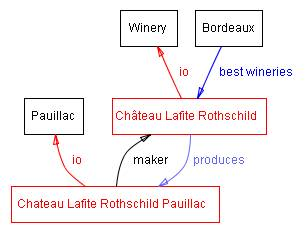 Winery
Bordeaux
io
best wineries
Pauillac
Château Lafite Rothschild
io
maker
produces
Chateau Lafite Rothschild Pauillac